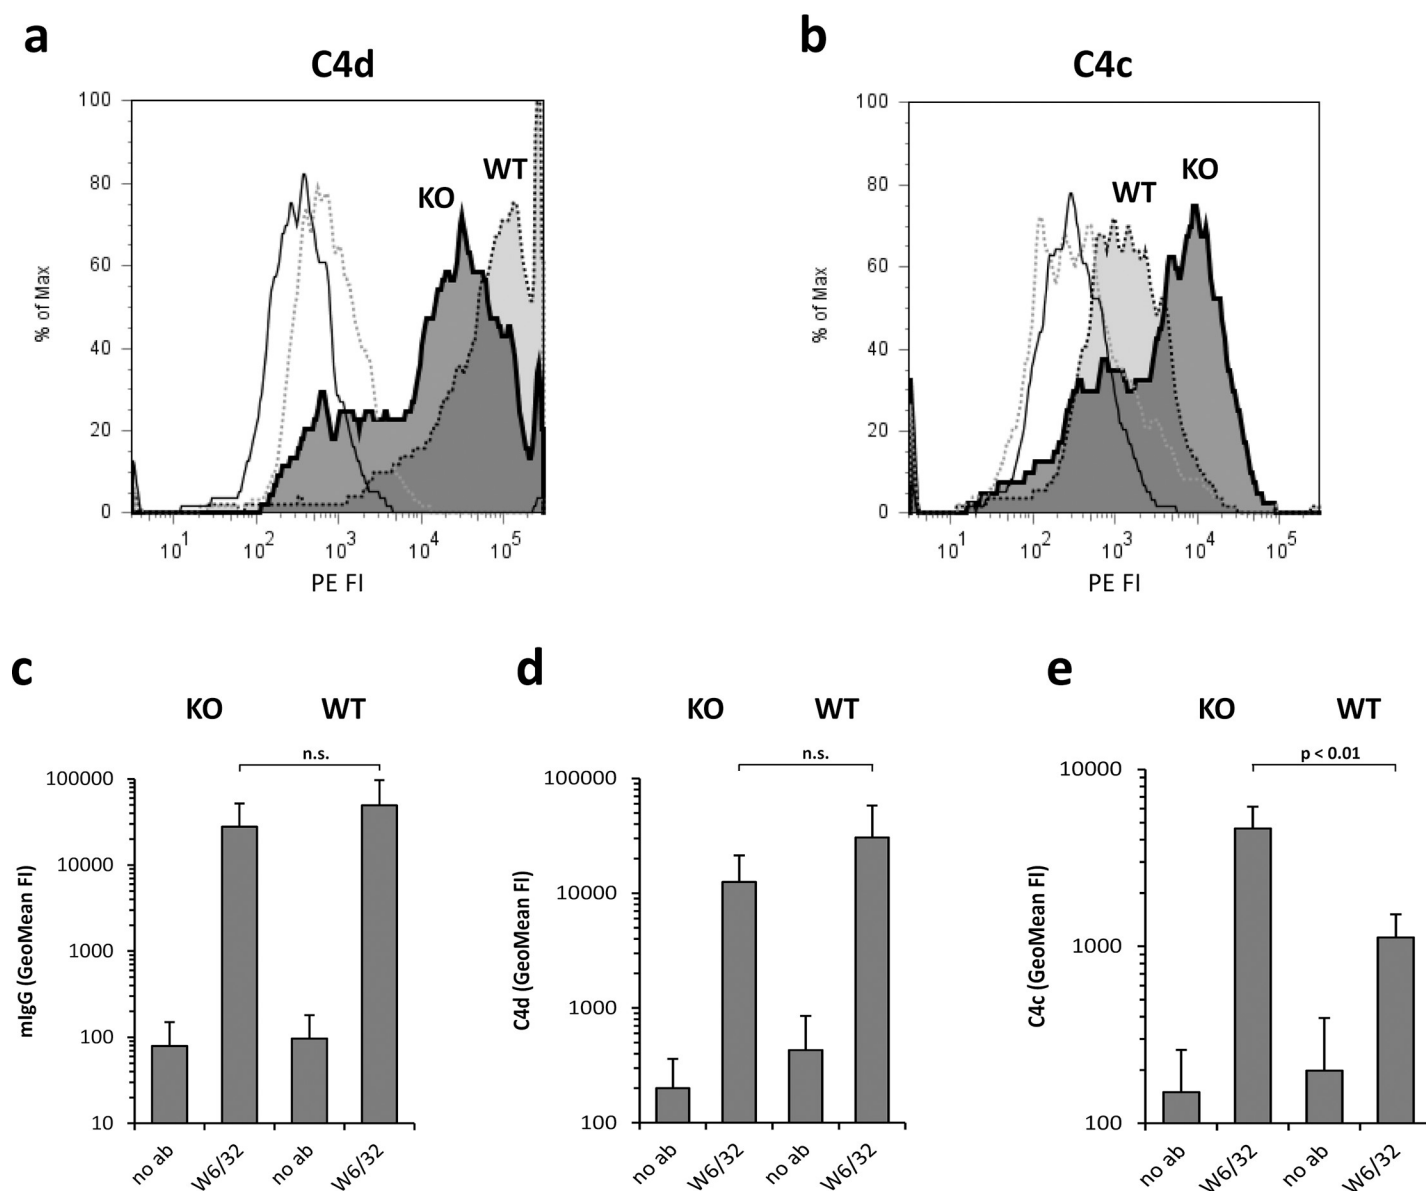 a
b
C4d
C4c
100
80
60
40
20
0
% of Max
KO
WT
10^1 10^2 10^3 10^4 10^5
PE FI
100
80
60
40
20
0
% of Max
WT
KO
10^1 10^2 10^3 10^4 10^5
PE FI
c
KO WT
n.s.
100000
10000
1000
100
10
mIgG (GeoMean FI)
no ab W6/32 no ab W6/32
d
KO WT
n.s.
100000
10000
1000
100
C4d (GeoMean FI)
no ab W6/32 no ab W6/32
e
KO WT
p < 0.01
10000
1000
100
C4c (GeoMean FI)
no ab W6/32 no ab W6/32